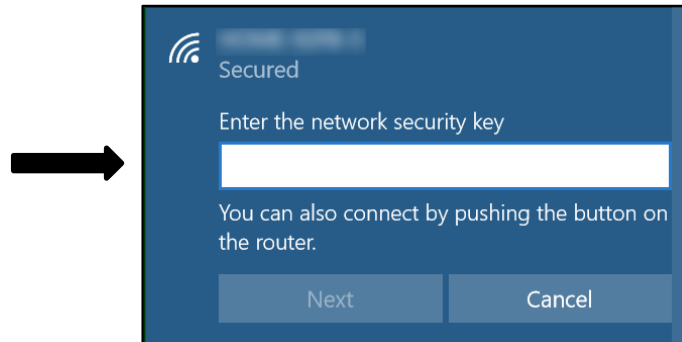 Secured
Enter the network security key
You can also connect by pushing the button on
the router.
Next
Cancel